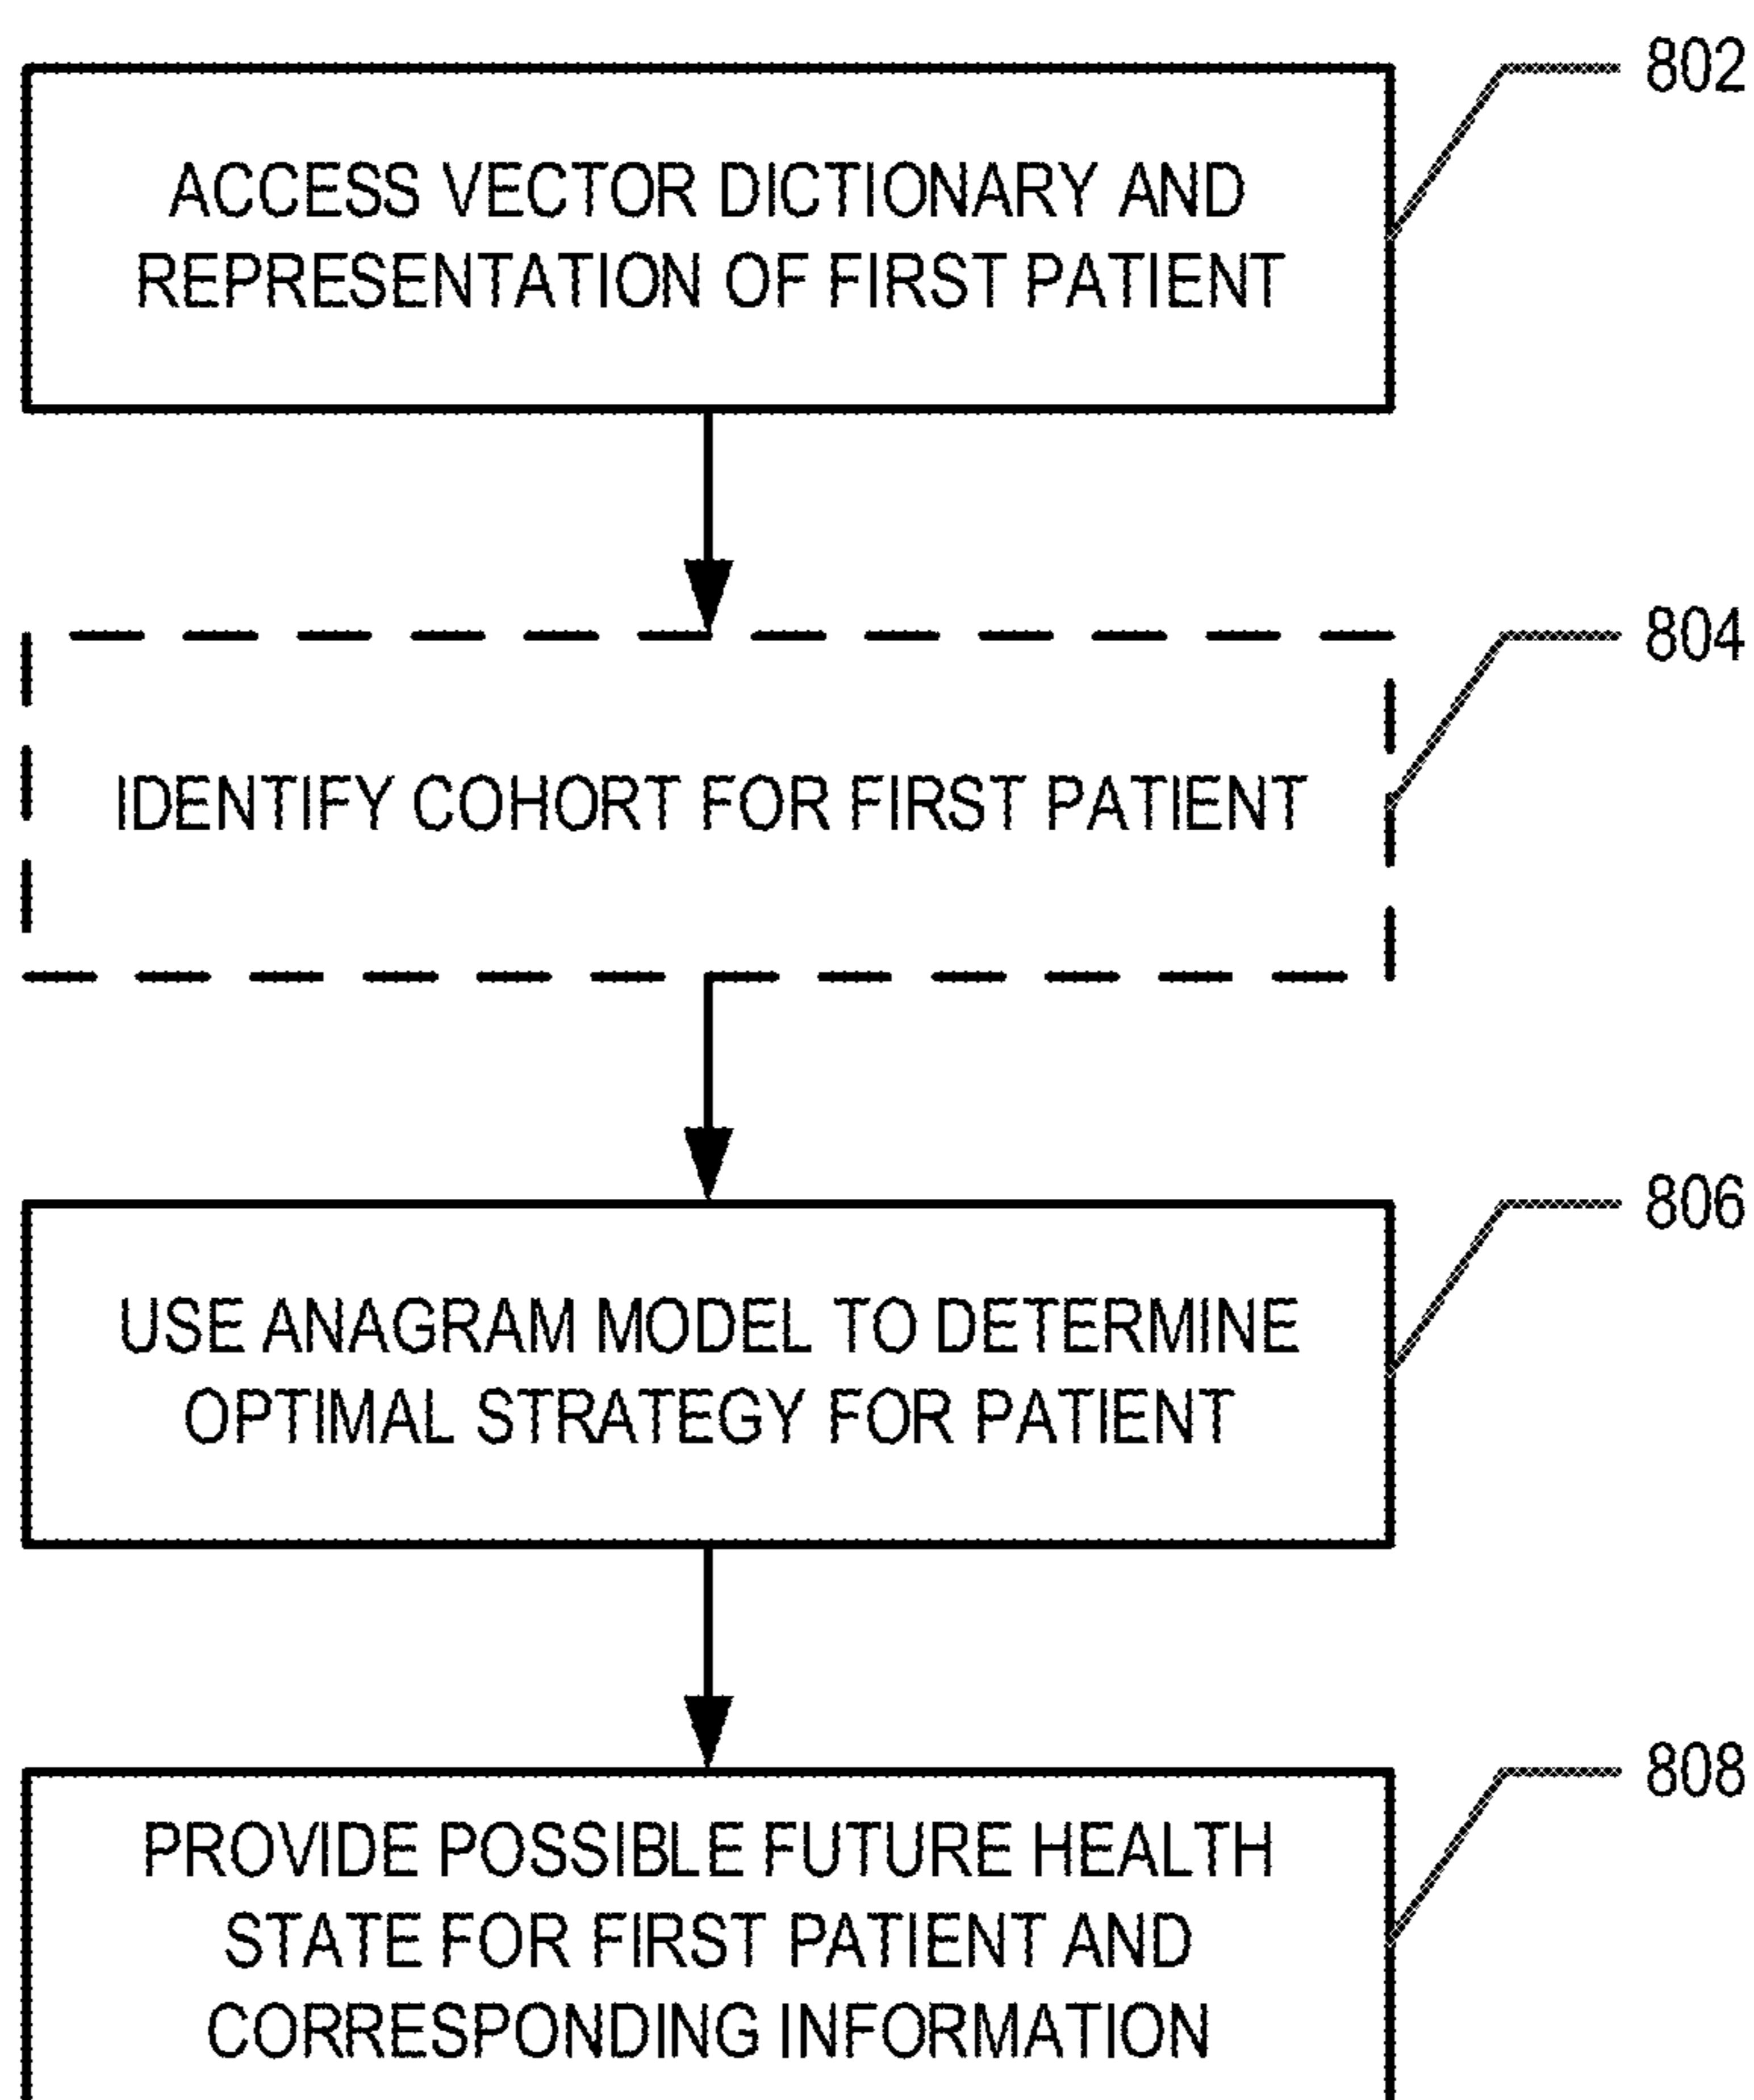 802
ACCESS VECTOR DICTIONARY AND
REPRESENTATION OF FIRST PATIENT
804
IDENTIFY COHORT FOR FIRST PATIENT
806
USE ANAGRAM MODEL TO DETERMINE
OPTIMAL STRATEGY FOR PATIENT
808
PROVIDE POSSIBLE FUTURE HEALTH
STATE FOR FIRST PATIENT AND
CORRESPONDING INFORMATION